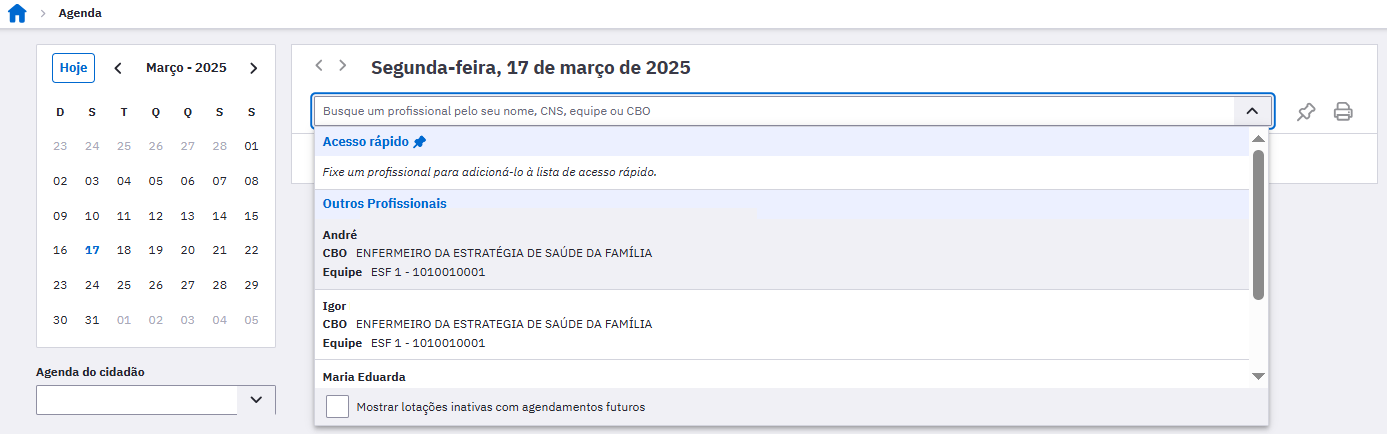 Agenda
Hoje
Março - 2025
D S T Q Q S S
23 24 25 26 27 28 01
02 03 04 05 06 07 08
09 10 11 12 13 14 15
16 17 18 19 20 21 22
23 24 25 26 27 28 29
30 31 01 02 03 04 05
Agenda do cidadão
Segunda-feira, 17 de março de 2025
Busque um profissional pelo seu nome, CNS, equipe ou CBO
Acesso rápido
Fixe um profissional para adicioná-lo à lista de acesso rápido.
Outros Profissionais
André
CBO ENFERMEIRO DA ESTRATÉGIA DE SAÚDE DA FAMÍLIA
Equipe ESF 1 - 1010010001
Igor
CBO ENFERMEIRO DA ESTRATEGIA DE SAÚDE DA FAMÍLIA
Equipe ESF 1 - 1010010001
Maria Eduarda
Mostrar lotações inativas com agendamentos futuros